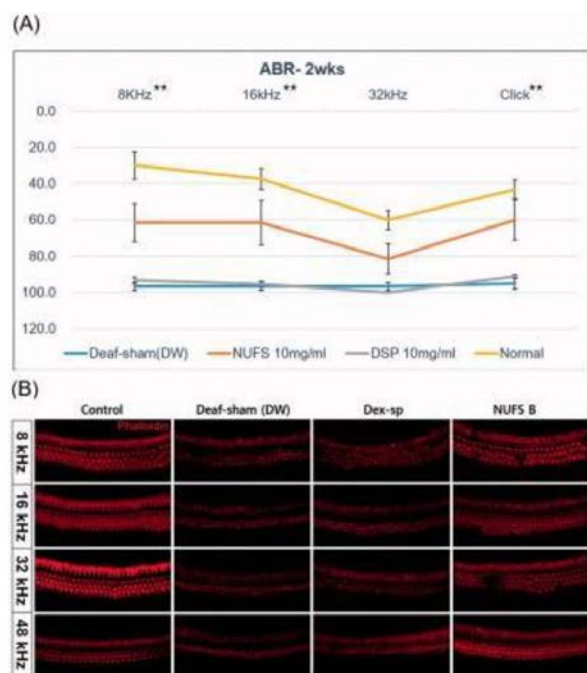 (A)
ABR- 2wks
8KHz** 16kHz** 32kHz Click**
0.0
20.0
40.0
60.0
80.0
100.0
120.0
Deaf-sham(DW) NUFS 10mg/ml DSP 10mg/ml Normal
(B)
Control Deaf-sham (DW) Dex-sp NUFS B
Phalloidin
8 kHz
16 kHz
32 kHz
48 kHz